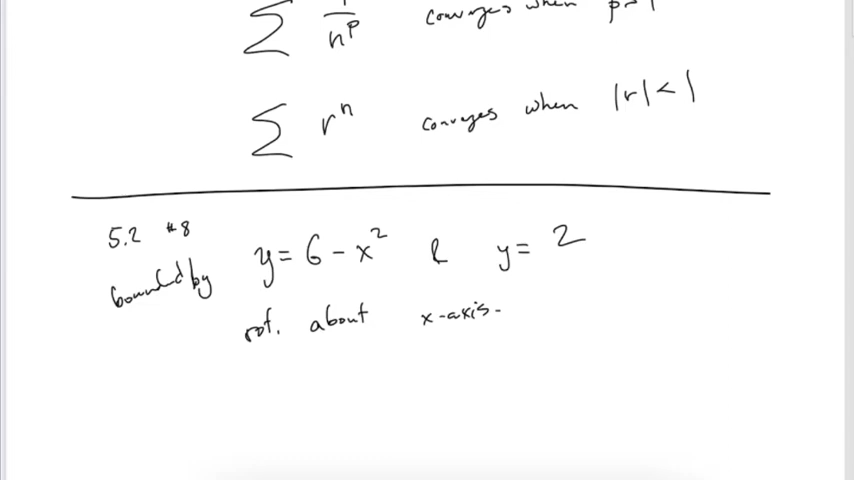 ∑ 1/n^p converges when p > 1
∑ r^n converges when |r| < 1
5.2 #8
bounded by y = 6 - x^2 & y = 2
rot. about x-axis.